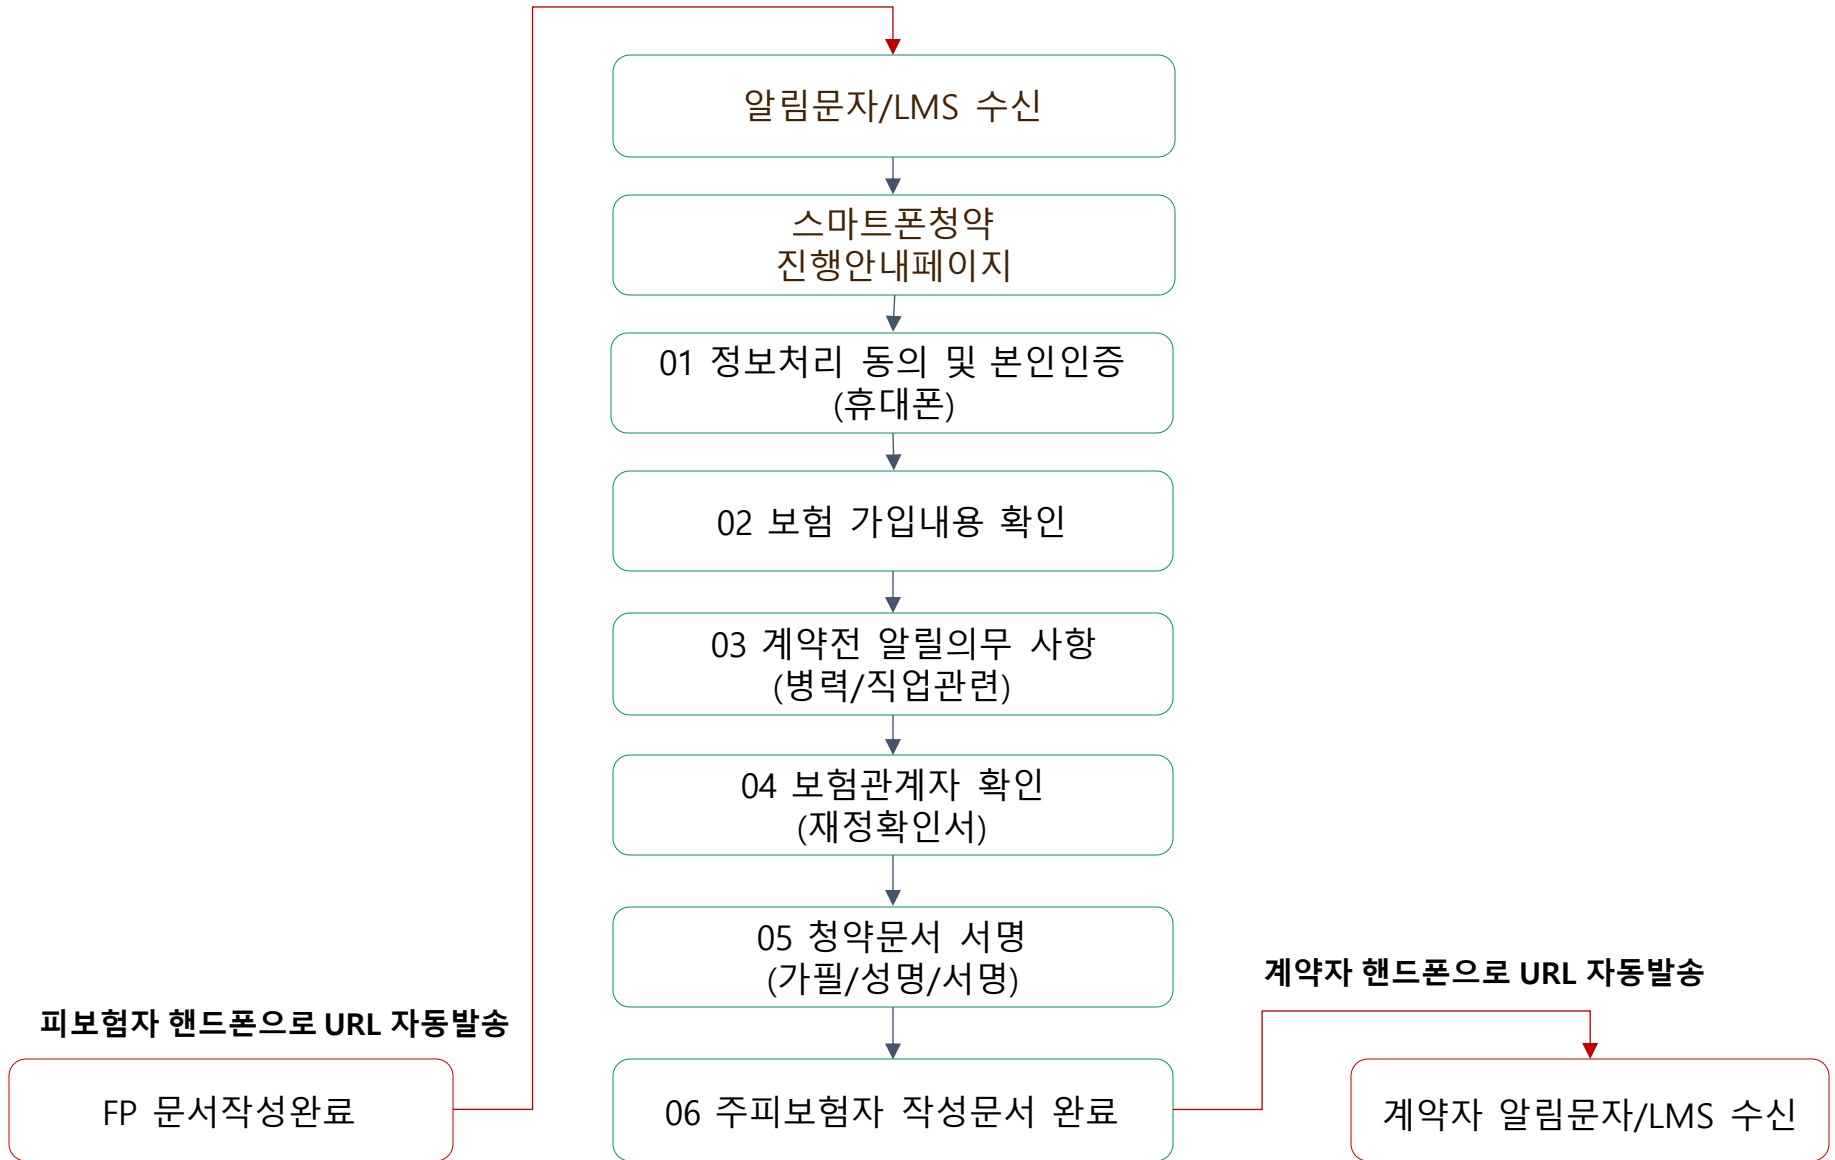 알림문자/LMS 수신
스마트폰청약
진행안내페이지
01 정보처리 동의 및 본인인증
(휴대폰)
02 보험 가입내용 확인
03 계약전 알릴의무 사항
(병력/직업관련)
04 보험관계자 확인
(재정확인서)
05 청약문서 서명
(가필/성명/서명)
계약자 핸드폰으로 URL 자동발송
피보험자 핸드폰으로 URL 자동발송
FP 문서작성완료
06 주피보험자 작성문서 완료
계약자 알림문자/LMS 수신